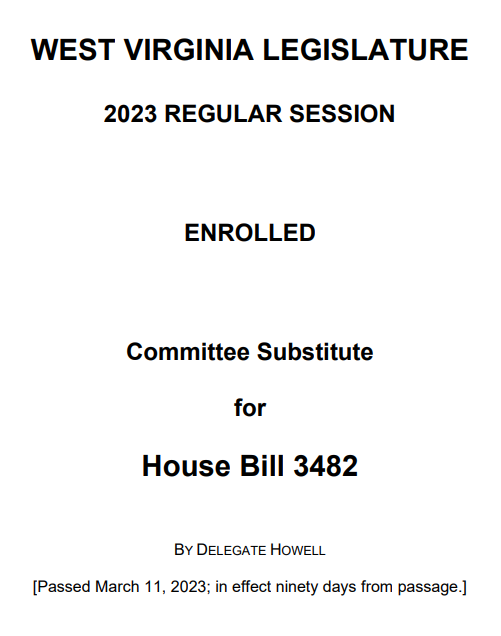 WEST VIRGINIA LEGISLATURE
2023 REGULAR SESSION
ENROLLED
Committee Substitute
for
House Bill 3482
BY DELEGATE HOWELL
[Passed March 11, 2023; in effect ninety days from passage.]